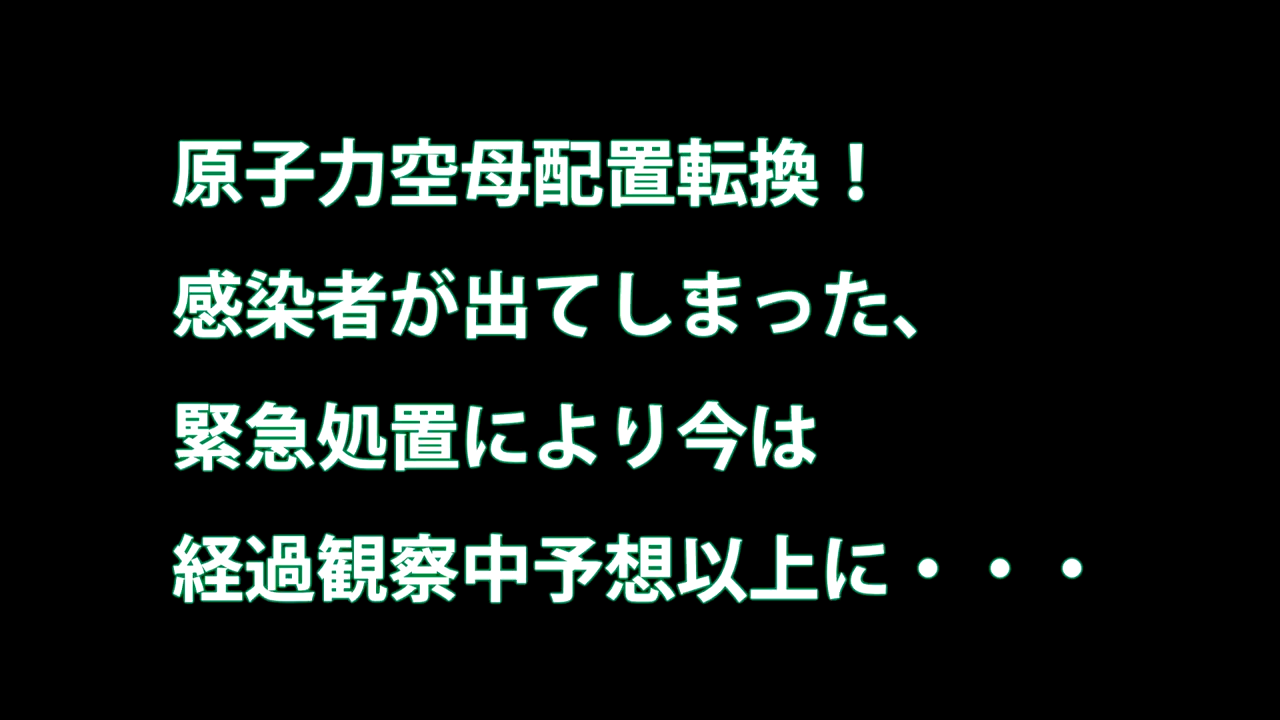 原子力空母配置転換！
感染者が出てしまった、
緊急処置により今は
経過観察中予想以上に・・・